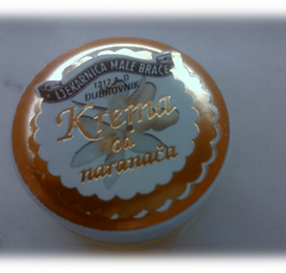 LJEKARNICA MALE BRAĆE
1317 A. D
DUBROVNIK
Krema
od
naranača